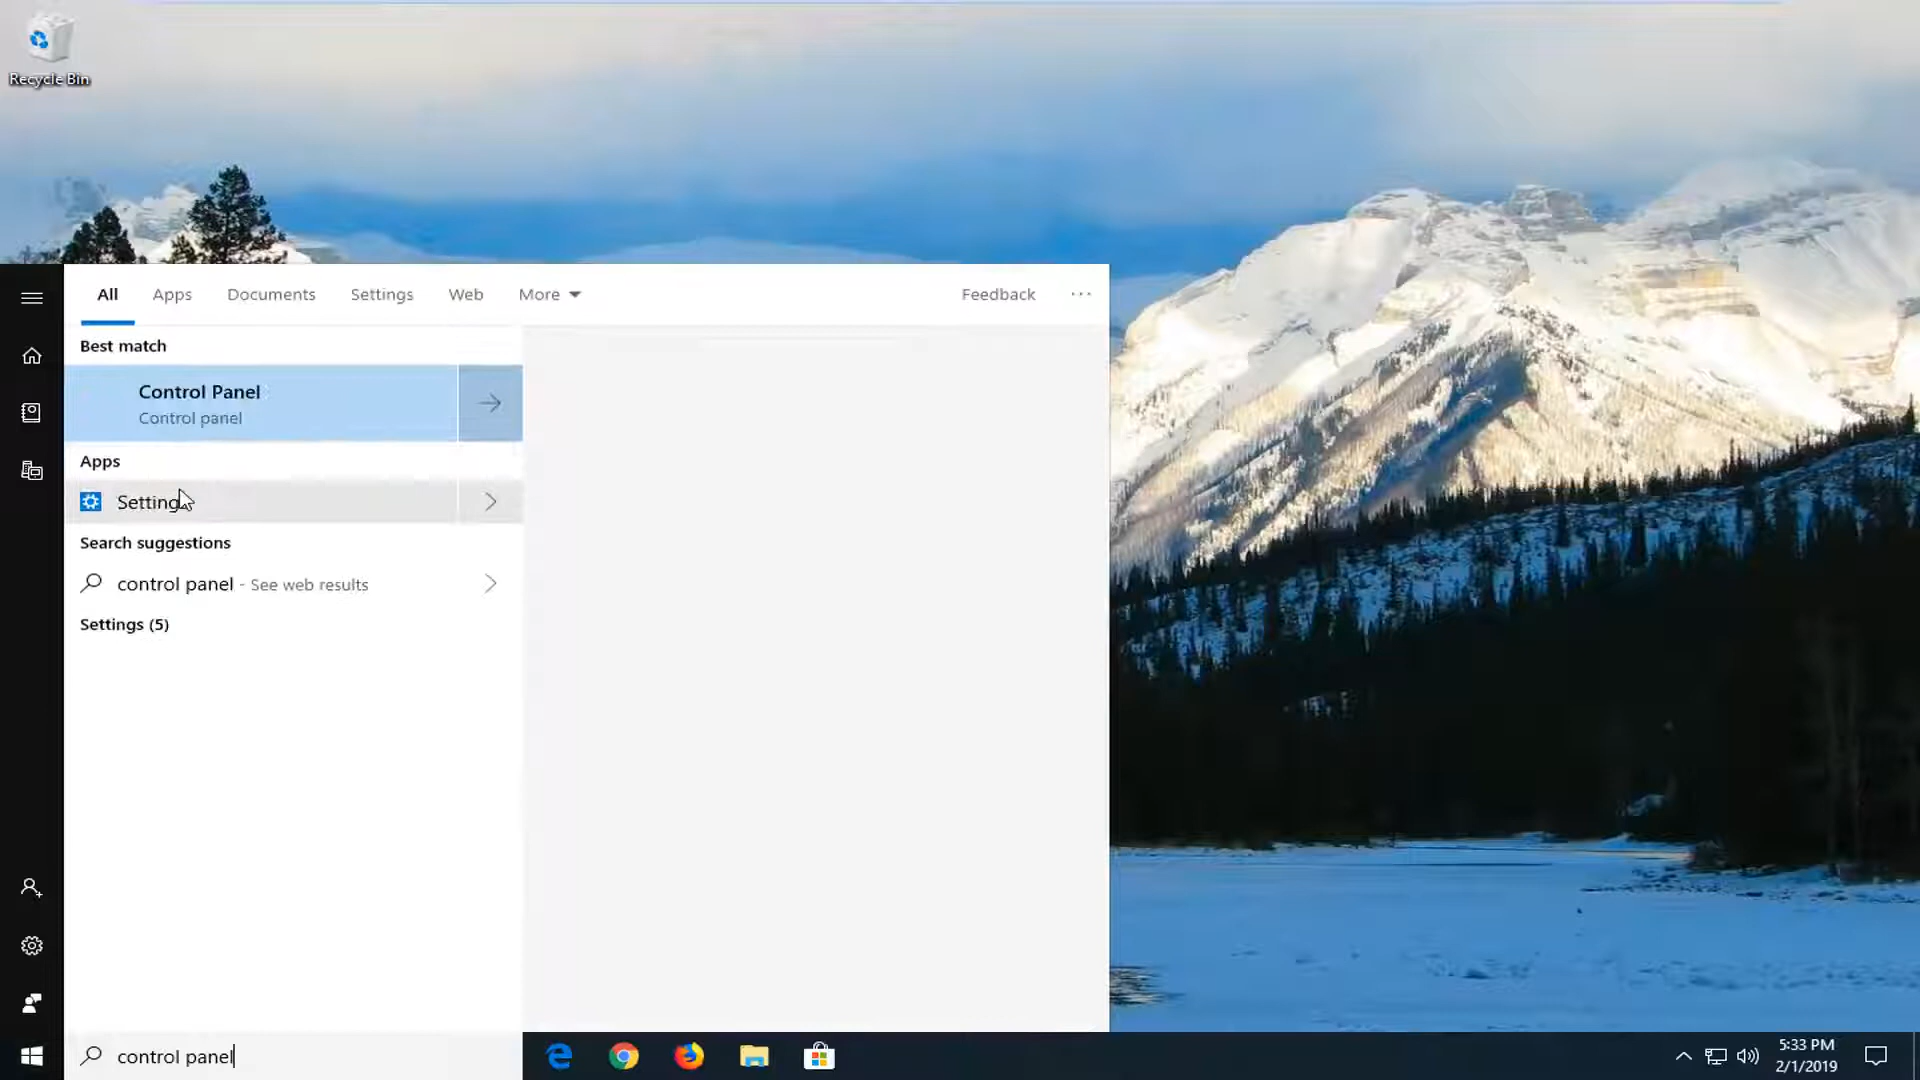 Recycle Bin
All Apps Documents Settings Web More Feedback ...
Best match
Control Panel
Control panel
Apps
Settings
Search suggestions
control panel - See web results
Settings (5)
control panel
5:33 PM
2/1/2019